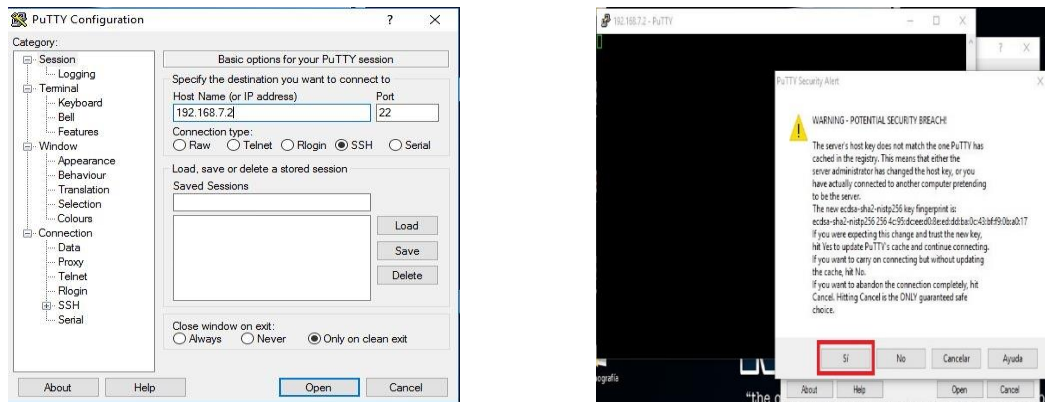 PuTTY Configuration
Category:
Session
Logging
Terminal
Keyboard
Bell
Features
Window
Appearance
Behaviour
Translation
Selection
Colours
Connection
Data
Proxy
Telnet
Rlogin
SSH
Serial
Basic options for your PuTTY session
Specify the destination you want to connect to
Host Name (or IP address) Port
192.168.7.2 22
Connection type:
Raw Telnet Rlogin SSH Serial
Load, save or delete a stored session
Saved Sessions
Load
Save
Delete
Close window on exit:
Always Never Only on clean exit
About Help Open Cancel
192.168.7.2 - PuTTY
PuTTY Security Alert
WARNING - POTENTIAL SECURITY BREACH!
The server's host key does not match the one PuTTY has
cached in the registry. This means that either the
server administrator has changed the host key, or you
have actually connected to another computer pretending
to be the server.
The new ecdsa-sha2-nistp256 key fingerprint is:
ecdsa-sha2-nistp256 256
If you were expecting this change and trust the new key,
hit Yes to update PuTTY's cache and continue connecting.
If you want to carry on connecting but without updating
the cache, hit No.
If you want to abandon the connection completely, hit
Cancel. Hitting Cancel is the ONLY guaranteed safe
choice.
Sí No Cancelar Ayuda
About Help Open Cancel
ografía
"the